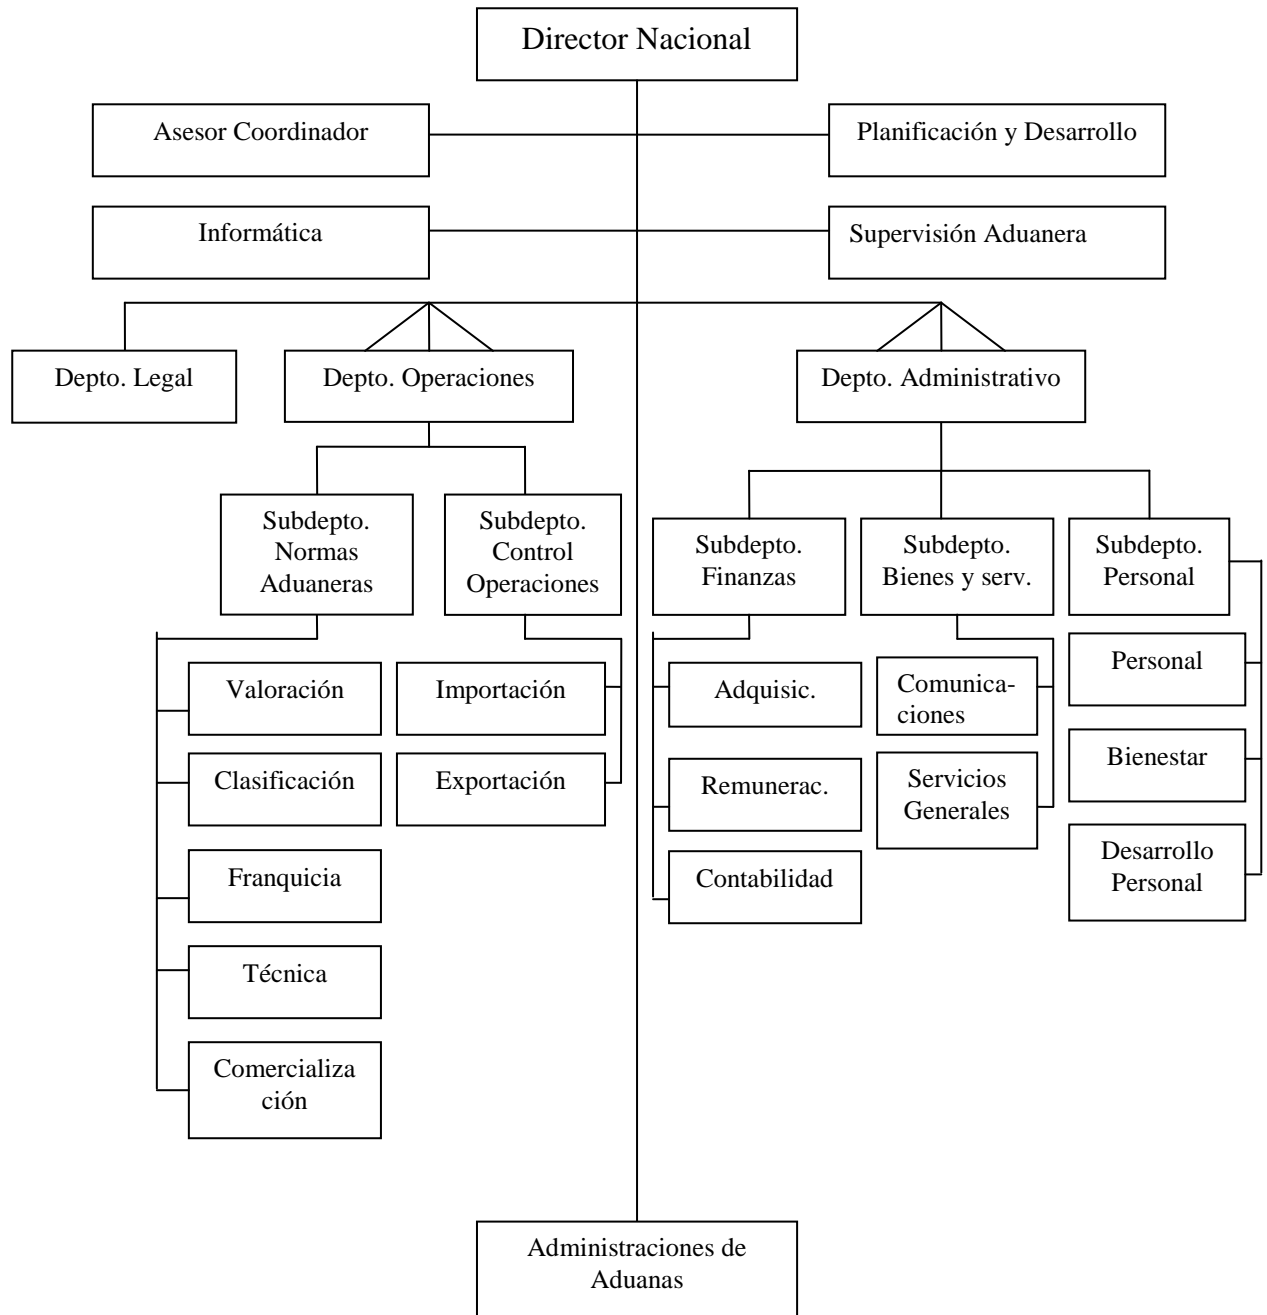 Director Nacional
Asesor Coordinador
Planificación y Desarrollo
Informática
Supervisión Aduanera
Depto. Legal
Depto. Operaciones
Depto. Administrativo
Subdepto.
Normas
Aduaneras
Subdepto.
Control
Operaciones
Subdepto.
Finanzas
Subdepto.
Bienes y serv.
Subdepto.
Personal
Valoración
Clasificación
Franquicia
Técnica
Comercializa
ción
Importación
Exportación
Adquisic.
Remunerac.
Contabilidad
Comunica-
ciones
Servicios
Generales
Personal
Bienestar
Desarrollo
Personal
Administraciones de
Aduanas